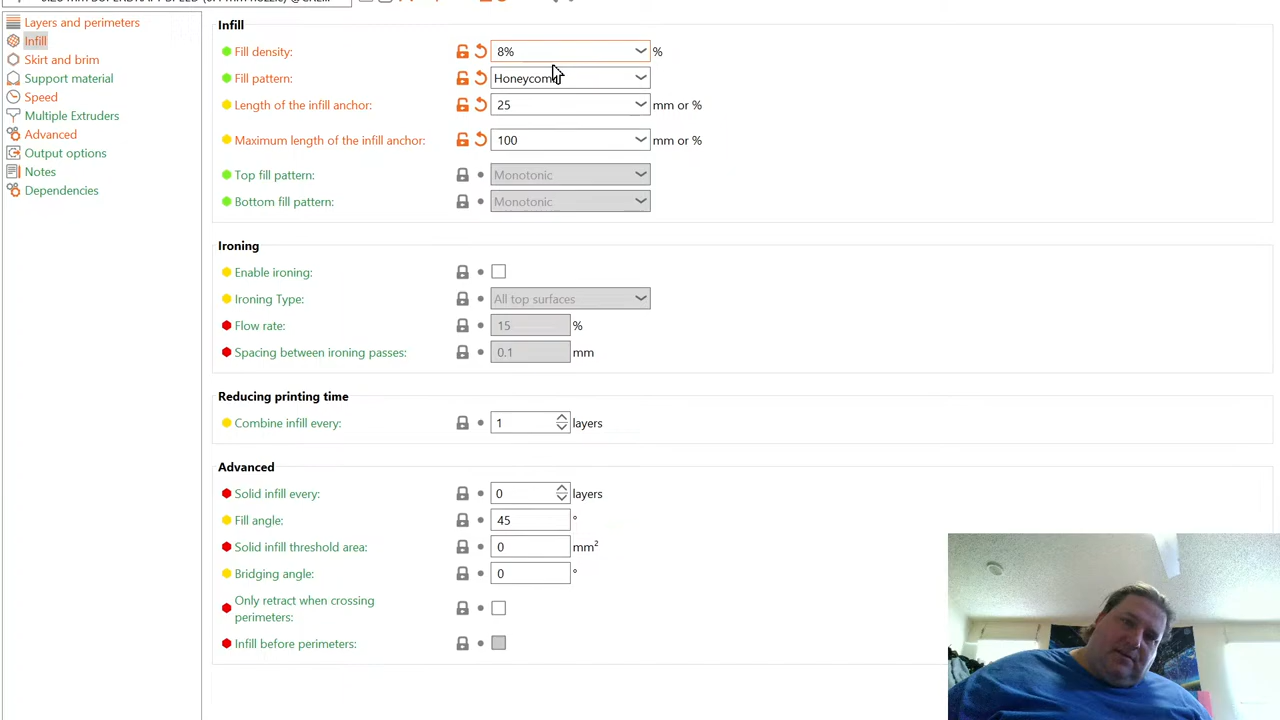 Layers and perimeters
Infill
Skirt and brim
Support material
Speed
Multiple Extruders
Advanced
Output options
Notes
Dependencies
Infill
Fill density: 8% %
Fill pattern: Honeycomb
Length of the infill anchor: 25 mm or %
Maximum length of the infill anchor: 100 mm or %
Top fill pattern: Monotonic
Bottom fill pattern: Monotonic
Ironing
Enable ironing:
Ironing Type: All top surfaces
Flow rate: 15 %
Spacing between ironing passes: 0.1 mm
Reducing printing time
Combine infill every: 1 layers
Advanced
Solid infill every: 0 layers
Fill angle: 45 °
Solid infill threshold area: 0 mm²
Bridging angle: 0 °
Only retract when crossing
perimeters:
Infill before perimeters: